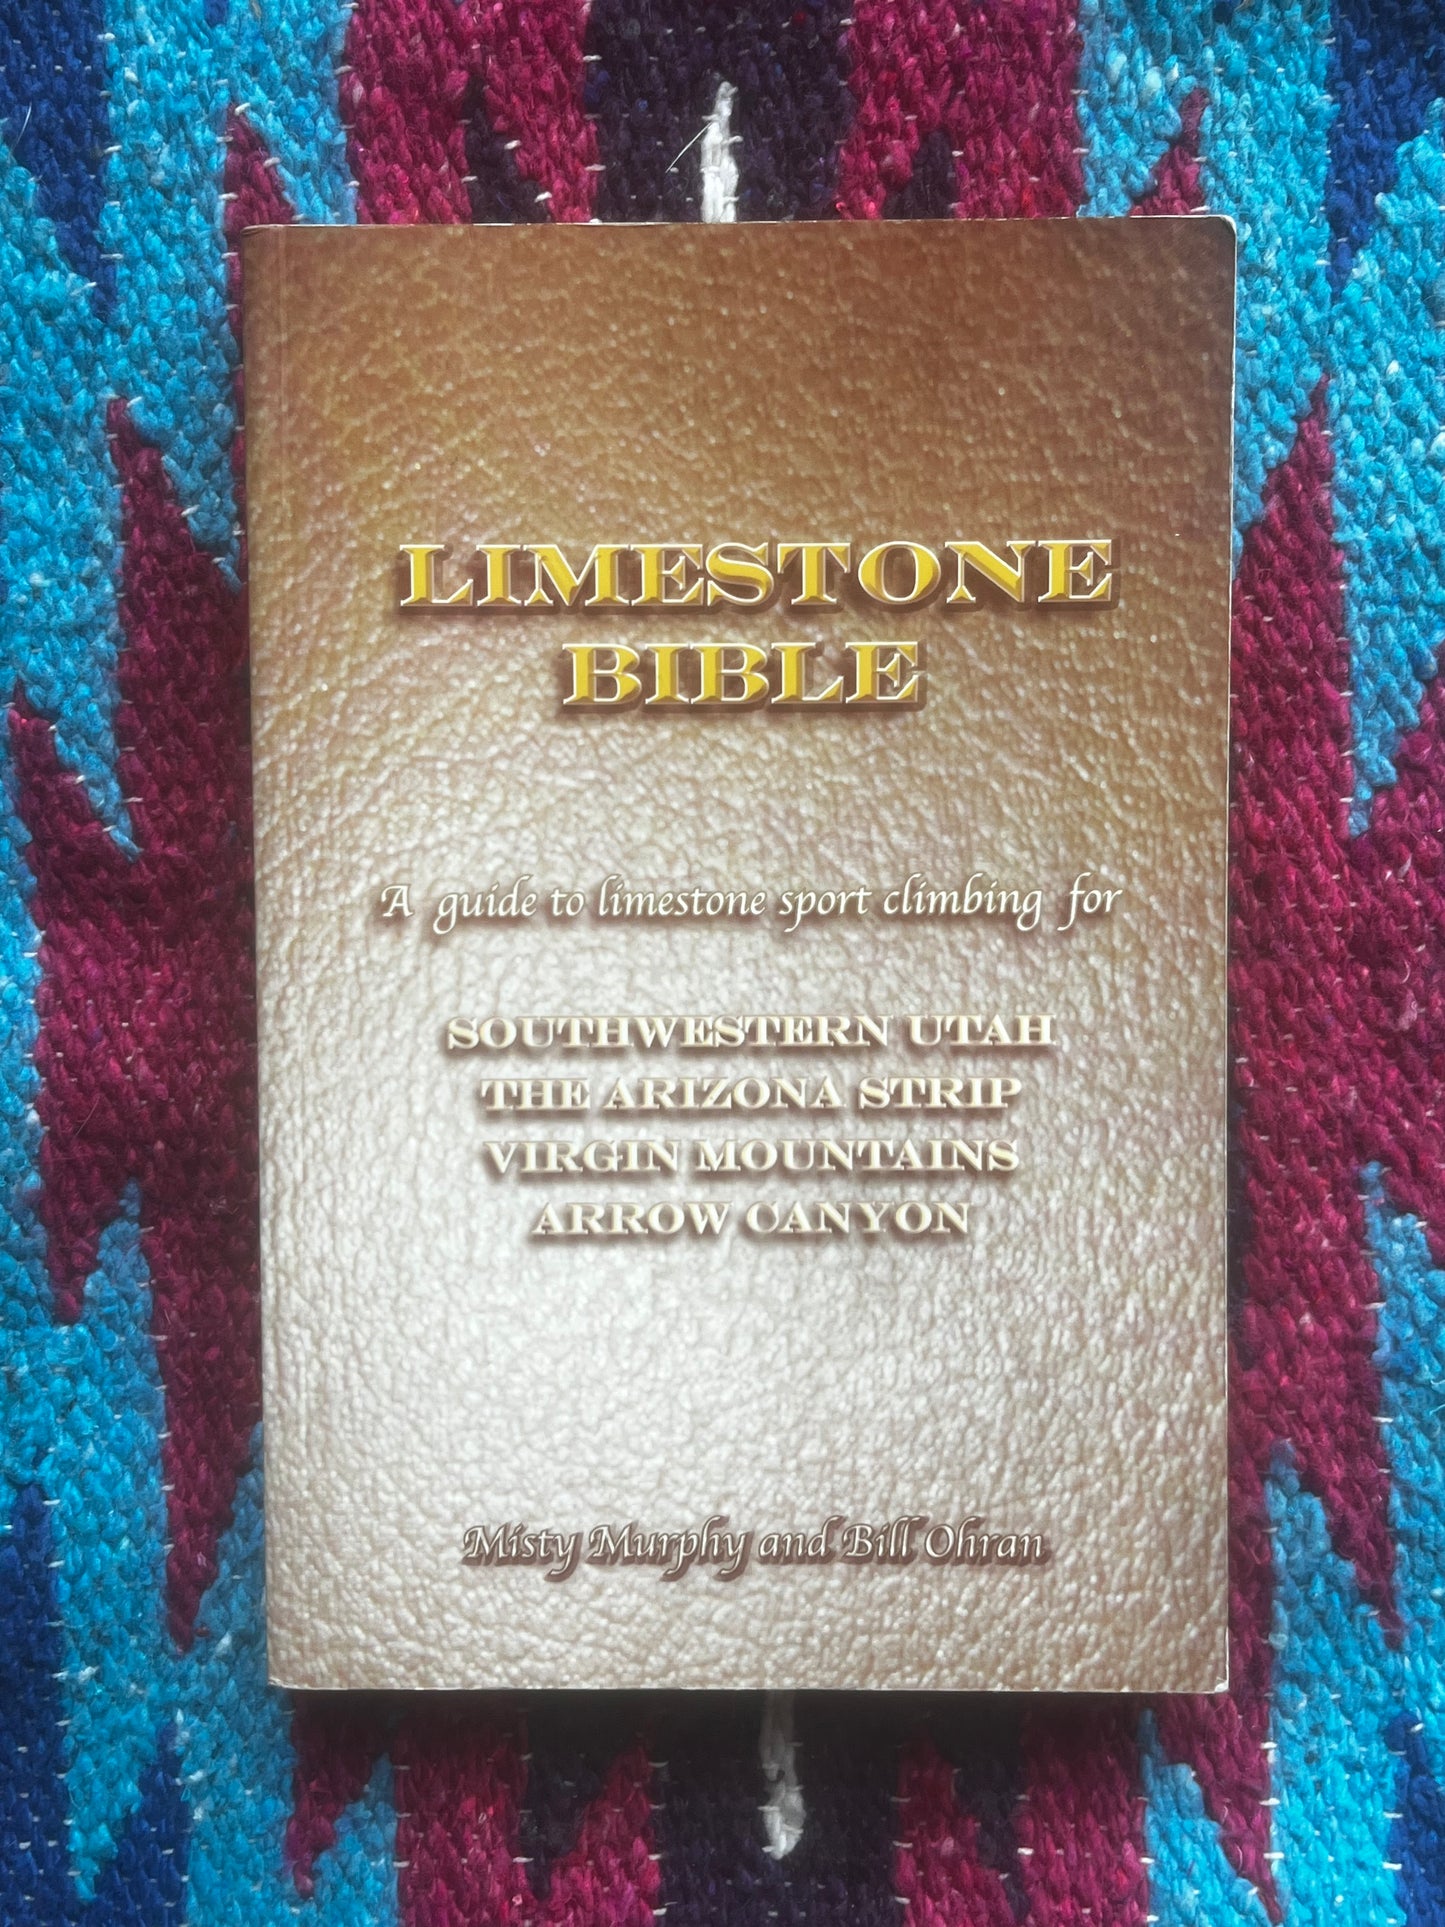 LIMESTONE
BIBLE
A guide to limestone sport climbing for
SOUTHWESTERN UTAH
THE ARIZONA STRIP
VIRGIN MOUNTAINS
ARROW CANYON
Misty Murphy and Bill Ohran